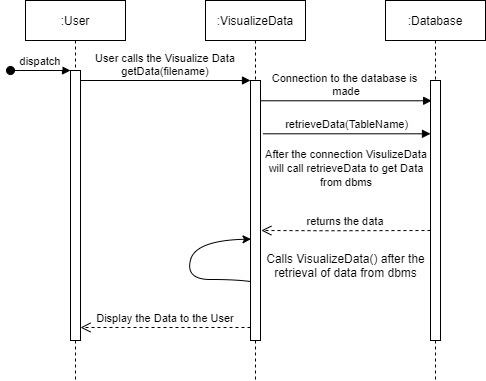 :User
:VisualizeData
:Database
dispatch
User calls the Visualize Data
getData(filename)
Connection to the database is
made
retrieveData(TableName)
After the connection VisulizeData
will call retrieveData to get Data
from dbms
returns the data
Calls VisualizeData() after the
retrieval of data from dbms
Display the Data to the User